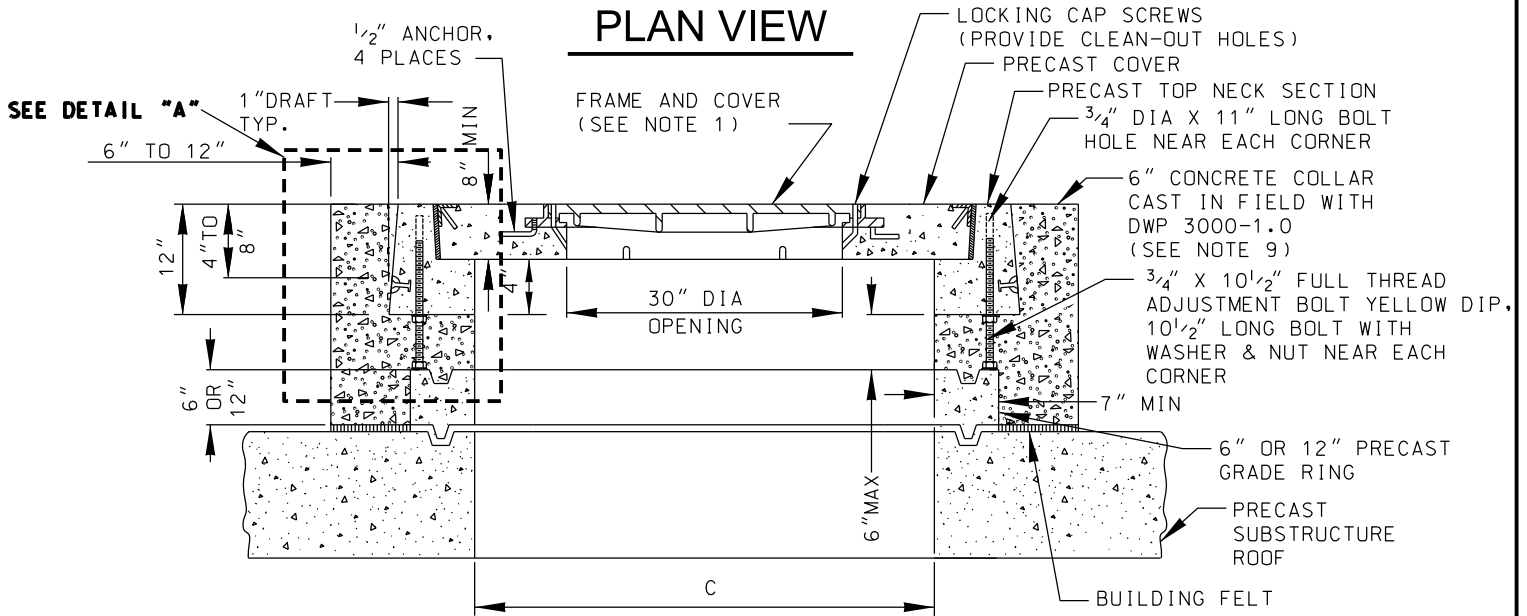 PLAN VIEW
1/2" ANCHOR,
4 PLACES
LOCKING CAP SCREWS
(PROVIDE CLEAN-OUT HOLES)
PRECAST COVER
SEE DETAIL "A"
1"DRAFT
TYP.
FRAME AND COVER
(SEE NOTE 1)
PRECAST TOP NECK SECTION
3/4" DIA X 11" LONG BOLT
HOLE NEAR EACH CORNER
6" TO 12"
8" MIN
6" CONCRETE COLLAR
CAST IN FIELD WITH
DWP 3000-1.0
(SEE NOTE 9)
12"
4"TO
8"
4"
30" DIA
OPENING
3/4" X 10 1/2" FULL THREAD
ADJUSTMENT BOLT YELLOW DIP,
10 1/2" LONG BOLT WITH
WASHER & NUT NEAR EACH
CORNER
6"
OR
12"
7" MIN
6" OR 12" PRECAST
GRADE RING
6"MAX
PRECAST
SUBSTRUCTURE
ROOF
C
BUILDING FELT